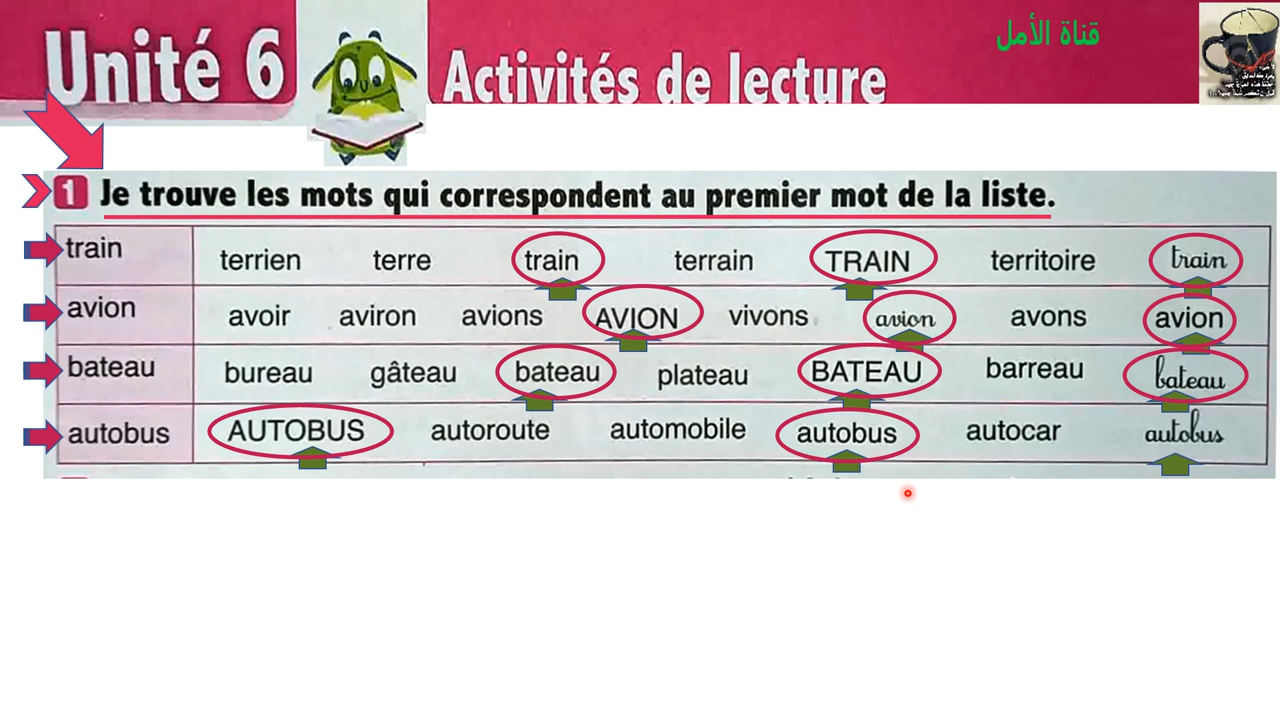 Unité 6 Activités de lecture
قناة الأمل
1 Je trouve les mots qui correspondent au premier mot de la liste.
train terrien terre train terrain TRAIN territoire train
avion avoir aviron avions AVION vivons avion avons avion
bateau bureau gâteau bateau plateau BATEAU barreau bateau
autobus AUTOBUS autoroute automobile autobus autocar autobus